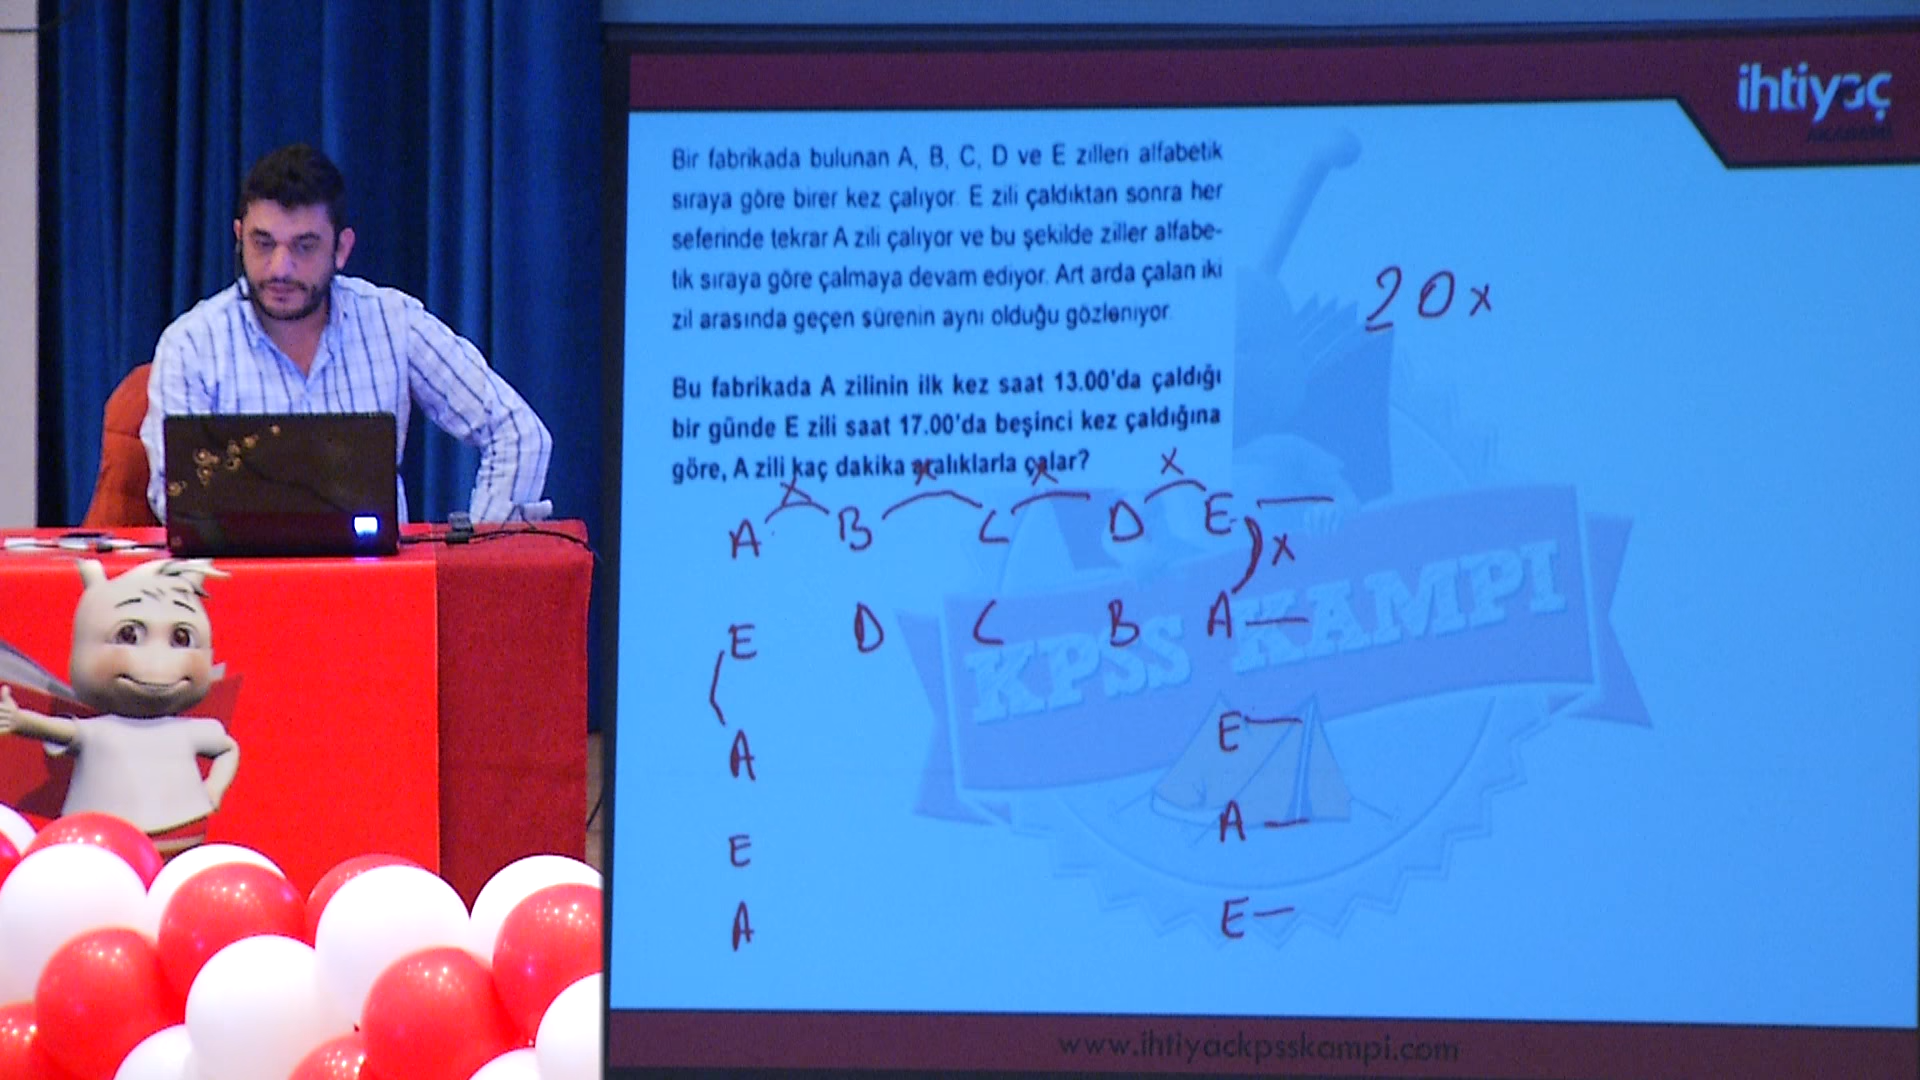 ihtiyaç
Bir fabrikada bulunan A, B, C, D ve E zilleri alfabetik
sıraya göre birer kez çalıyor. E zili çaldıktan sonra her
seferinde tekrar A zili çalıyor ve bu şekilde ziller alfabe-
tik sıraya göre çalmaya devam ediyor. Art arda çalan iki
zil arasında geçen sürenin aynı olduğu gözleniyor.
20x
Bu fabrikada A zilinin ilk kez saat 13.00'da çaldığı
bir günde E zili saat 17.00'da beşinci kez çaldığına
göre, A zili kaç dakika aralıklarla çalar?
x x x x
A B C D E
x
E D C B A
KPSS KAMPI
A E
E A
A E
www.ihtiyackpsskampi.com